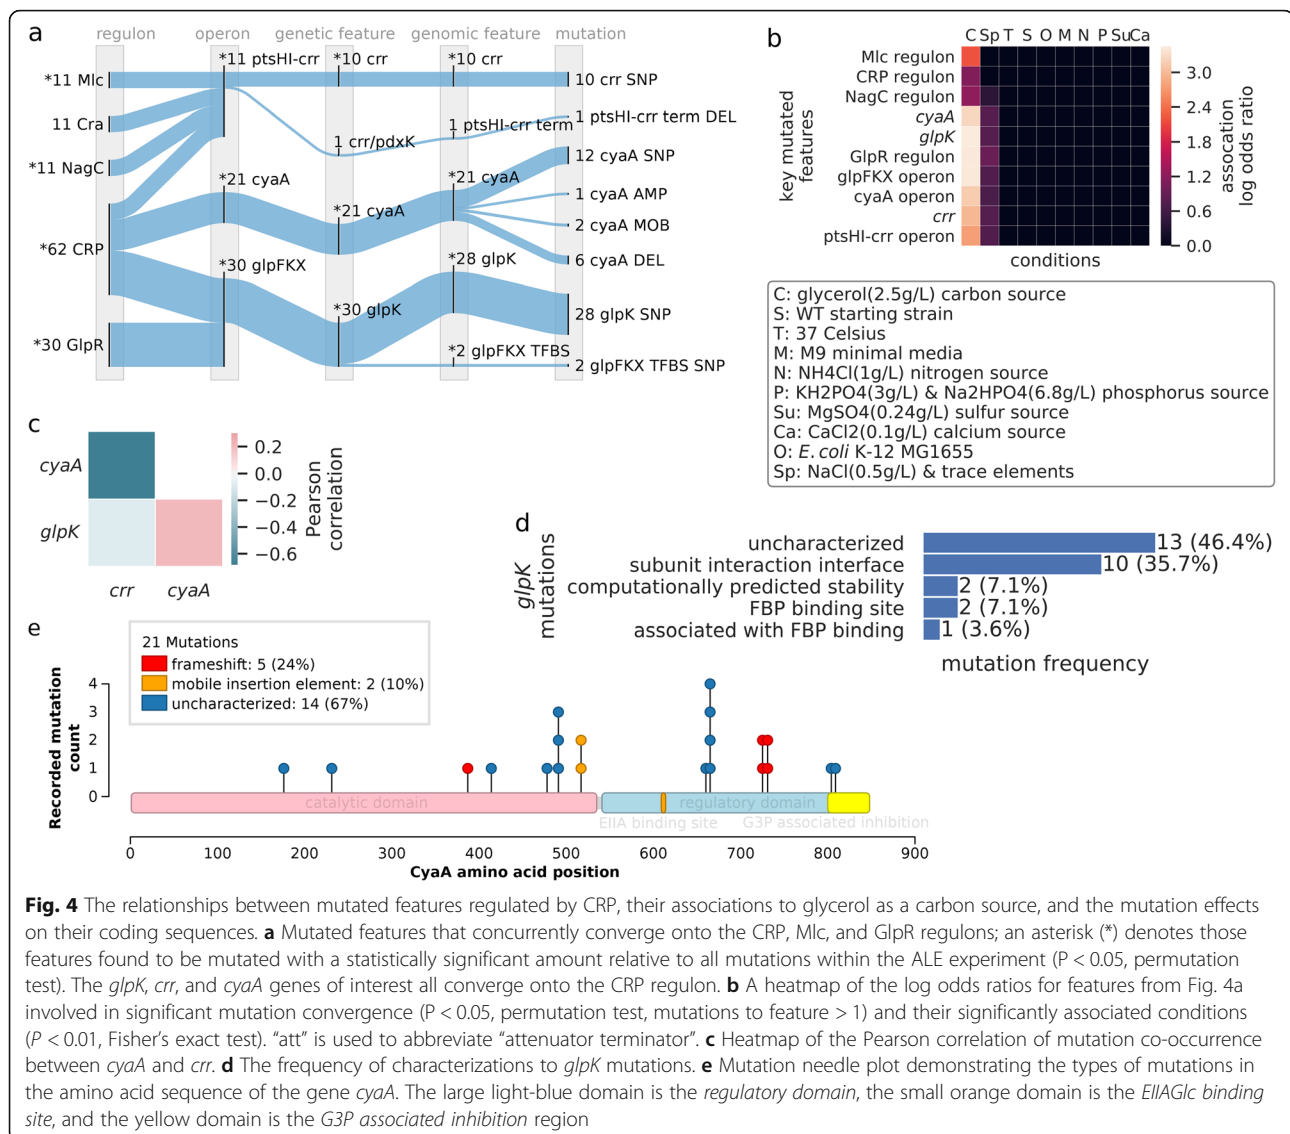 a
regulon operon genetic feature genomic feature mutation
*11 Mlc
11 Cra
*11 NagC
*62 CRP
*30 GlpR
*11 ptsHI-crr
*21 cyaA
*30 glpFKX
*10 crr
1 crr/pdxK
*21 cyaA
*30 glpK
*10 crr
1 ptsHI-crr term
*21 cyaA
*28 glpK
*2 glpFKX TFBS
10 crr SNP
1 ptsHI-crr term DEL
12 cyaA SNP
1 cyaA AMP
2 cyaA MOB
6 cyaA DEL
28 glpK SNP
2 glpFKX TFBS SNP
b
C Sp T S O M N P Su Ca
key mutated
features
Mlc regulon
CRP regulon
NagC regulon
cyaA
glpK
GlpR regulon
glpFKX operon
cyaA operon
crr
ptsHI-crr operon
conditions
3.0
2.4
1.8
1.2
0.6
0.0
assocation
log odds ratio
C: glycerol(2.5g/L) carbon source
S: WT starting strain
T: 37 Celsius
M: M9 minimal media
N: NH4Cl(1g/L) nitrogen source
P: KH2PO4(3g/L) & Na2HPO4(6.8g/L) phosphorus source
Su: MgSO4(0.24g/L) sulfur source
Ca: CaCl2(0.1g/L) calcium source
O: E. coli K-12 MG1655
Sp: NaCl(0.5g/L) & trace elements
c
cyaA
glpK
crr cyaA
0.2
0.0
−0.2
−0.4
−0.6
Pearson
correlation
d
glpK
mutations
uncharacterized 13 (46.4%)
subunit interaction interface 10 (35.7%)
computationally predicted stability 2 (7.1%)
FBP binding site 2 (7.1%)
associated with FBP binding 1 (3.6%)
mutation frequency
e
21 Mutations
frameshift: 5 (24%)
mobile insertion element: 2 (10%)
uncharacterized: 14 (67%)
Recorded mutation
count
4
3
2
1
0
catalytic domain regulatory domain
EIIA binding site G3P associated inhibition
0 100 200 300 400 500 600 700 800 900
CyaA amino acid position
Fig. 4 The relationships between mutated features regulated by CRP, their associations to glycerol as a carbon source, and the mutation effects
on their coding sequences. a Mutated features that concurrently converge onto the CRP, Mlc, and GlpR regulons; an asterisk (*) denotes those
features found to be mutated with a statistically significant amount relative to all mutations within the ALE experiment (P < 0.05, permutation
test). The glpK, crr, and cyaA genes of interest all converge onto the CRP regulon. b A heatmap of the log odds ratios for features from Fig. 4a
involved in significant mutation convergence (P < 0.05, permutation test, mutations to feature > 1) and their significantly associated conditions
(P < 0.01, Fisher's exact test). “att” is used to abbreviate “attenuator terminator”. c Heatmap of the Pearson correlation of mutation co-occurrence
between cyaA and crr. d The frequency of characterizations to glpK mutations. e Mutation needle plot demonstrating the types of mutations in
the amino acid sequence of the gene cyaA. The large light-blue domain is the regulatory domain, the small orange domain is the EIIAGlc binding
site, and the yellow domain is the G3P associated inhibition region